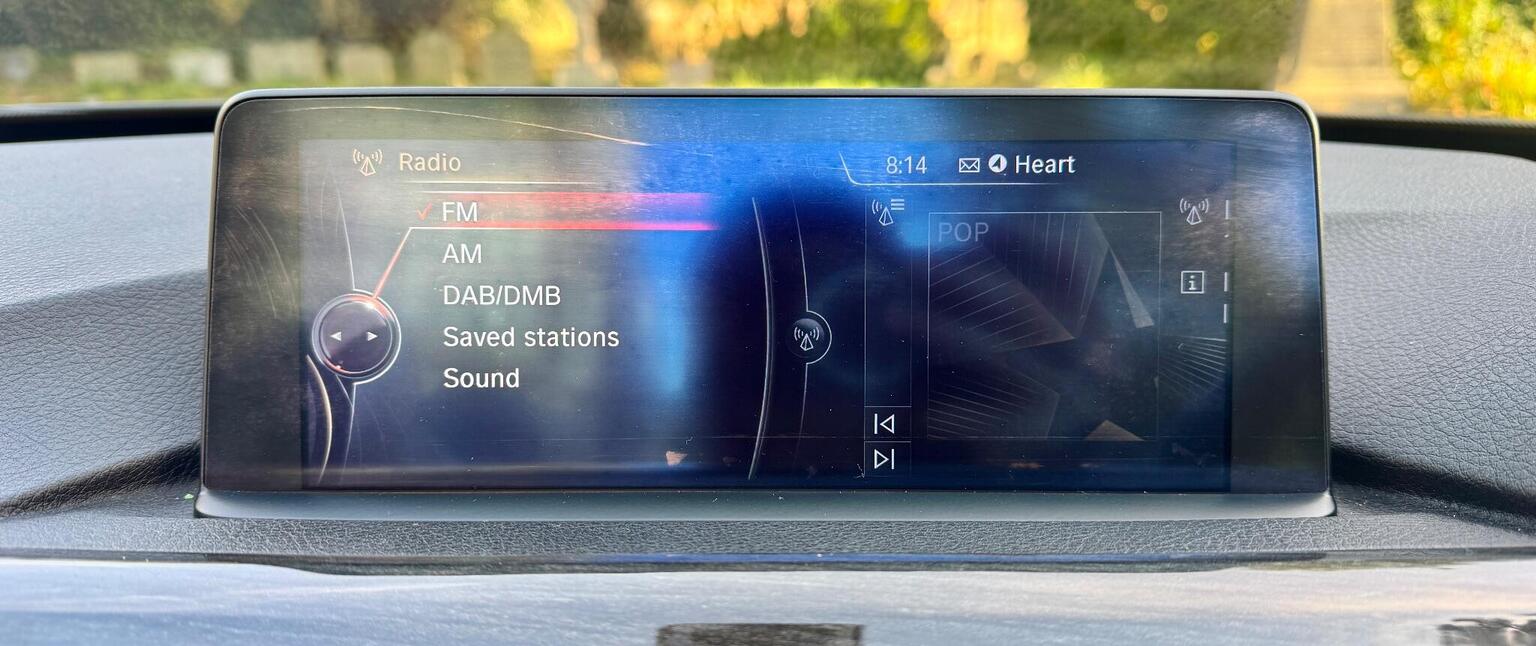 Radio
8:14 Heart
FM
AM
DAB/DMB
Saved stations
Sound
POP